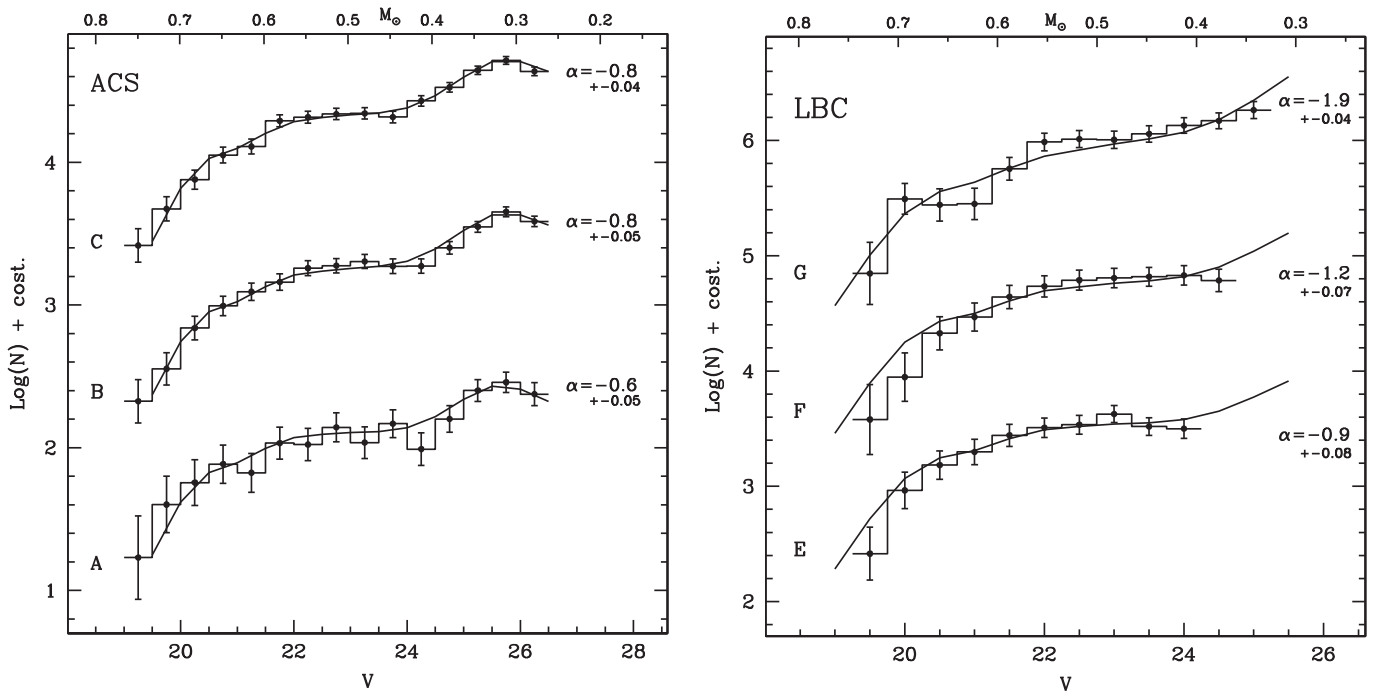 0.8 0.7 0.6 0.5 M⊙ 0.4 0.3 0.2
ACS
α=−0.8
+−0.04
4
C
α=−0.8
+−0.05
3
B
α=−0.6
+−0.05
2
A
1
Log(N) + cost.
20 22 24 26 28
V
0.8 0.7 0.6 M⊙ 0.5 0.4 0.3
LBC
α=−1.9
+−0.04
6
G
5
α=−1.2
+−0.07
4
F
α=−0.9
+−0.08
3
E
2
Log(N) + cost.
20 22 24 26
V